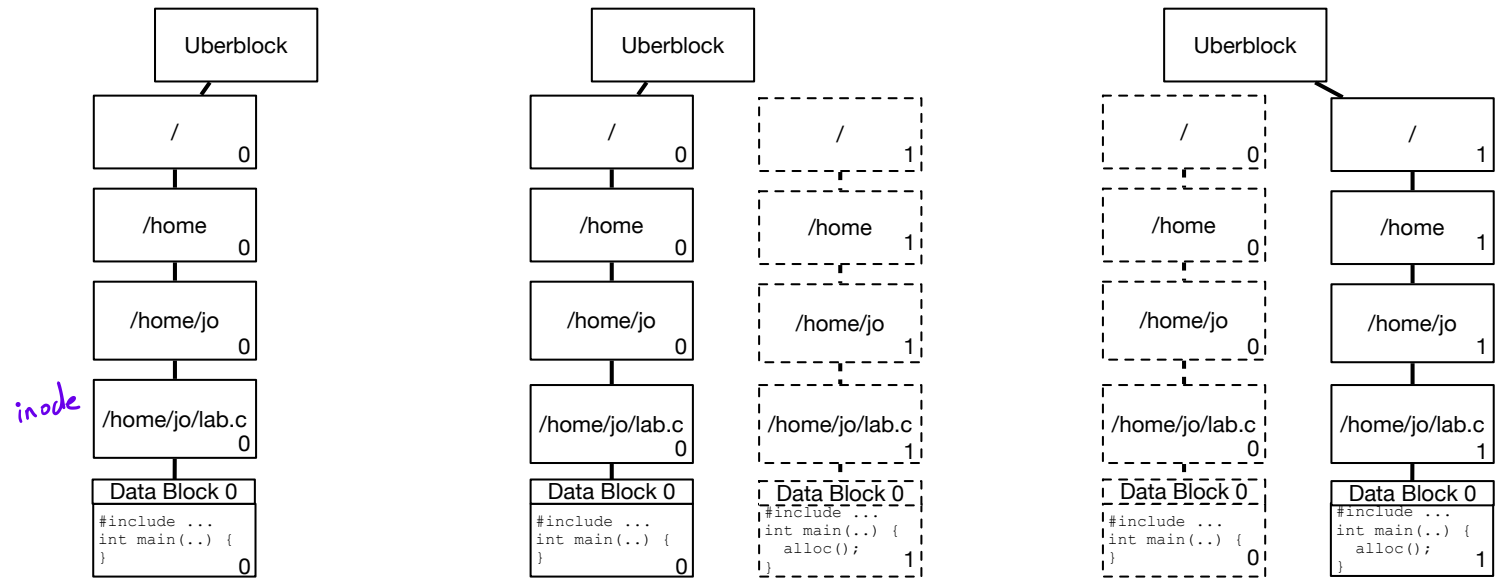 Uberblock
/
0
/home
0
/home/jo
0
inode
/home/jo/lab.c
0
Data Block 0
#include ...
int main(..) {
}
0
Uberblock
/
0
/home
0
/home/jo
0
/home/jo/lab.c
0
Data Block 0
#include ...
int main(..) {
}
0
/
1
/home
1
/home/jo
1
/home/jo/lab.c
1
Data Block 0
#include ...
int main(..) {
alloc();
}
1
Uberblock
/
0
/home
0
/home/jo
0
/home/jo/lab.c
0
Data Block 0
#include ...
int main(..) {
}
0
/
1
/home
1
/home/jo
1
/home/jo/lab.c
1
Data Block 0
#include ...
int main(..) {
alloc();
}
1